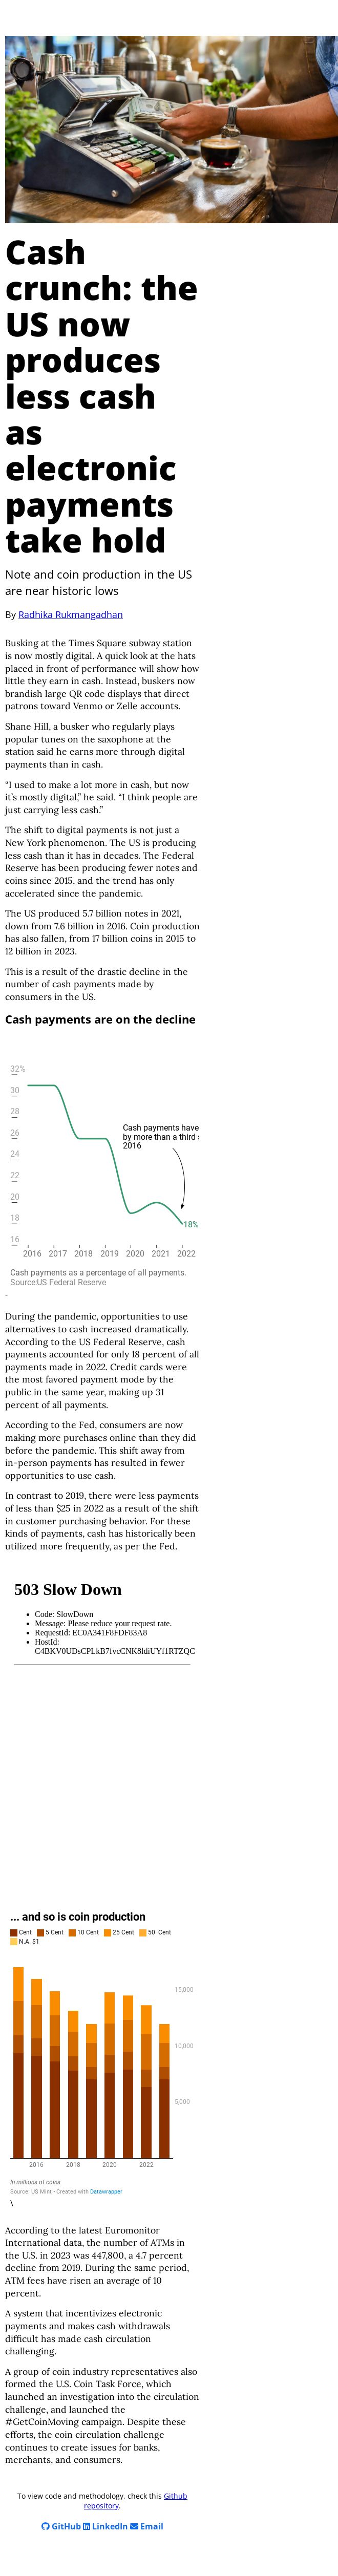 Cash
crunch: the
US now
produces
less cash
as
electronic
payments
take hold
Note and coin production in the US
are near historic lows
By Radhika Rukmangadhan
Busking at the Times Square subway station
is now mostly digital. A quick look at the hats
placed in front of performance will show how
little they earn in cash. Instead, buskers now
brandish large QR code displays that direct
patrons toward Venmo or Zelle accounts.
Shane Hill, a busker who regularly plays
popular tunes on the saxophone at the
station said he earns more through digital
payments than in cash.
“I used to make a lot more in cash, but now
it’s mostly digital,” he said. “I think people are
just carrying less cash.”
The shift to digital payments is not just a
New York phenomenon. The US is producing
less cash than it has in decades. The Federal
Reserve has been producing fewer notes and
coins since 2015, and the trend has only
accelerated since the pandemic.
The US produced 5.7 billion notes in 2021,
down from 7.6 billion in 2016. Coin production
has also fallen, from 17 billion coins in 2015 to
12 billion in 2023.
This is a result of the drastic decline in the
number of cash payments made by
consumers in the US.
Cash payments are on the decline
32%
30
28
26
24
22
20
18
16
Cash payments have
by more than a third s
2016
18%
2016 2017 2018 2019 2020 2021 2022
Cash payments as a percentage of all payments.
Source:US Federal Reserve
-
During the pandemic, opportunities to use
alternatives to cash increased dramatically.
According to the US Federal Reserve, cash
payments accounted for only 18 percent of all
payments made in 2022. Credit cards were
the most favored payment mode by the
public in the same year, making up 31
percent of all payments.
According to the Fed, consumers are now
making more purchases online than they did
before the pandemic. This shift away from
in-person payments has resulted in fewer
opportunities to use cash.
In contrast to 2019, there were less payments
of less than $25 in 2022 as a result of the shift
in customer purchasing behavior. For these
kinds of payments, cash has historically been
utilized more frequently, as per the Fed.
503 Slow Down
• Code: SlowDown
• Message: Please reduce your request rate.
• RequestId: EC0A341F8FDF83A8
• HostId:
C4BKV0UDsCPLkB7fvcCNK8ldiUYf1RTZQC
... and so is coin production
Cent 5 Cent 10 Cent 25 Cent 50 Cent
N.A. $1
15,000
10,000
5,000
2016 2018 2020 2022
In millions of coins
Source: US Mint • Created with Datawrapper
\
According to the latest Euromonitor
International data, the number of ATMs in
the U.S. in 2023 was 447,800, a 4.7 percent
decline from 2019. During the same period,
ATM fees have risen an average of 10
percent.
A system that incentivizes electronic
payments and makes cash withdrawals
difficult has made cash circulation
challenging.
A group of coin industry representatives also
formed the U.S. Coin Task Force, which
launched an investigation into the circulation
challenge, and launched the
#GetCoinMoving campaign. Despite these
efforts, the coin circulation challenge
continues to create issues for banks,
merchants, and consumers.
To view code and methodology, check this Github
repository.
GitHub LinkedIn Email